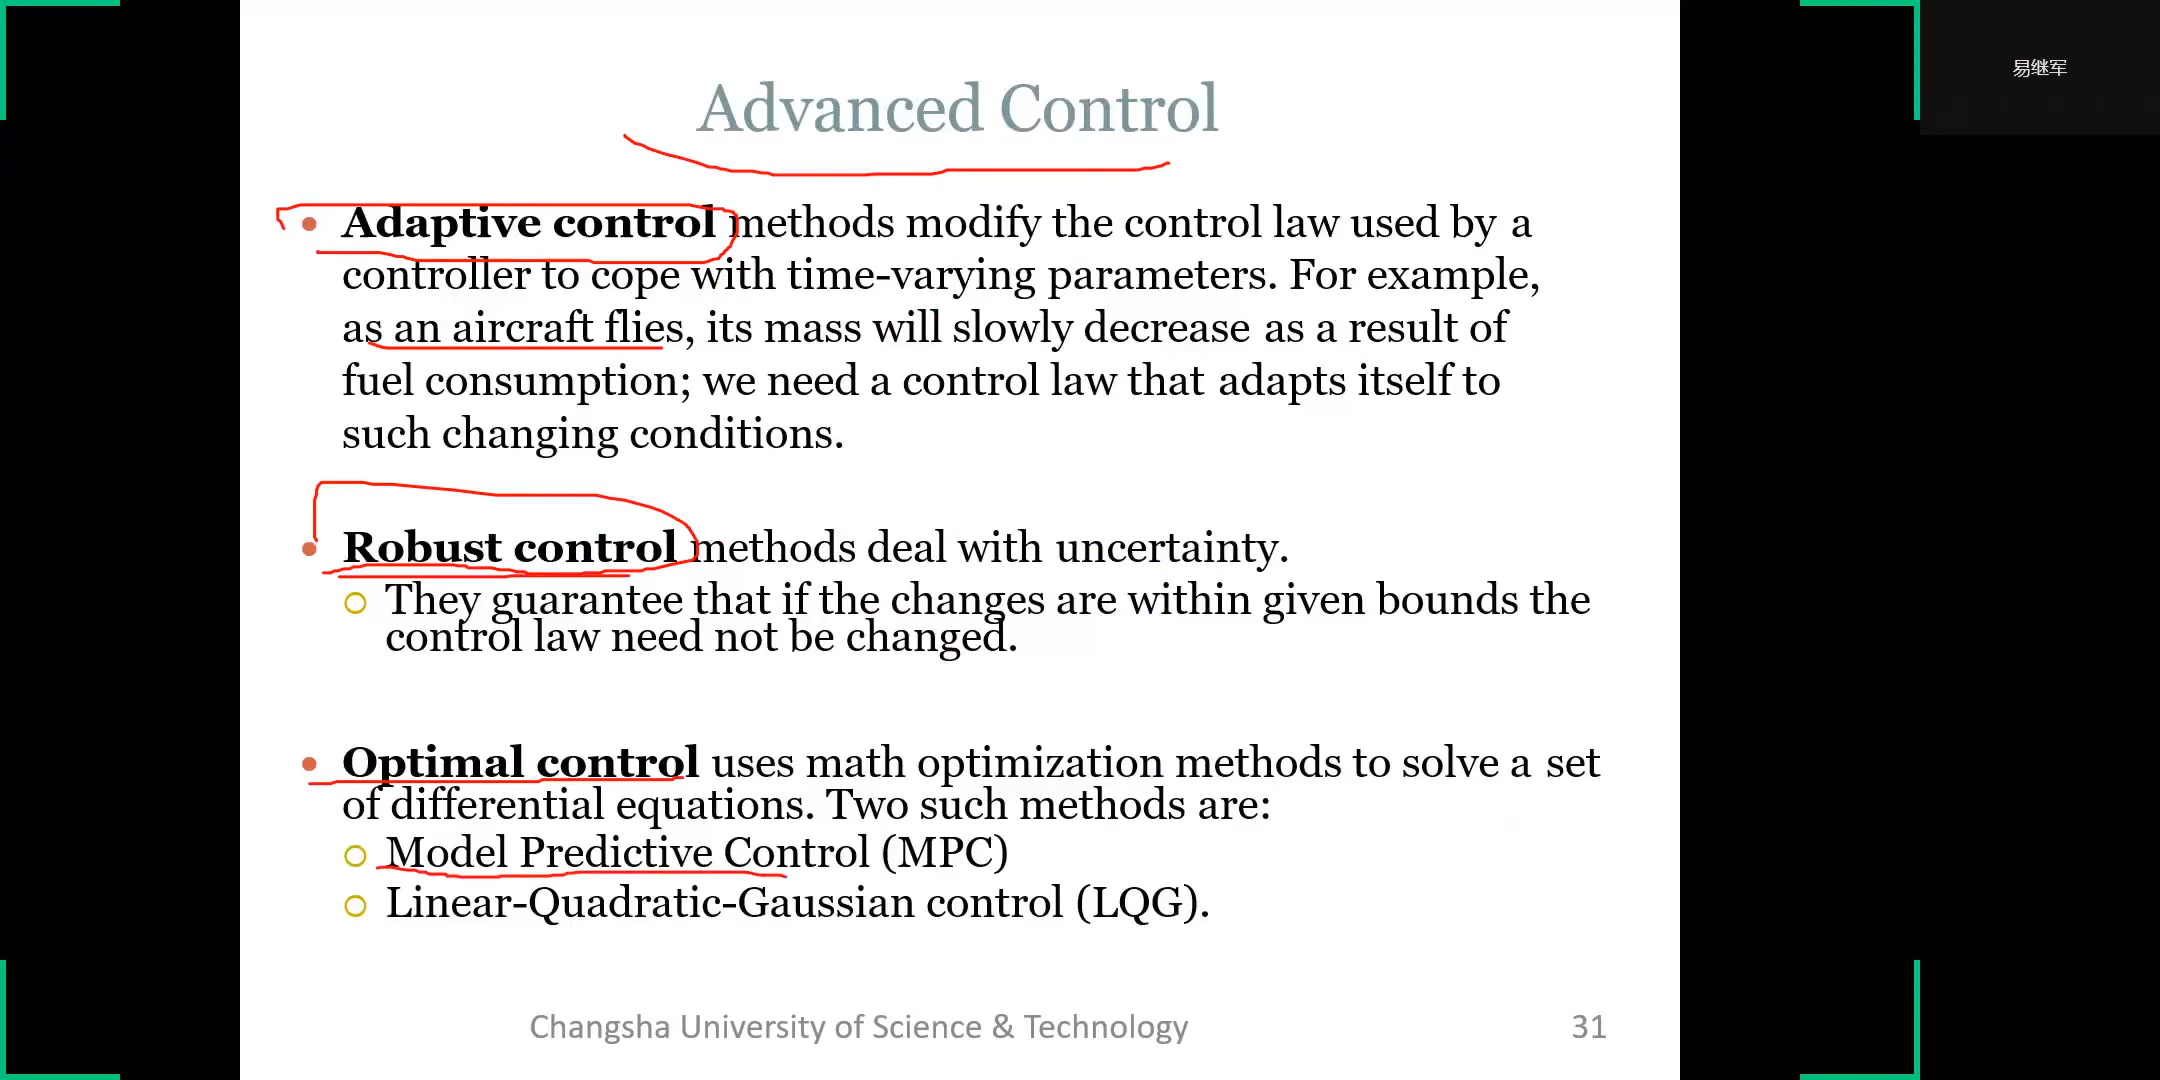 Advanced Control
易继军
• Adaptive control methods modify the control law used by a
controller to cope with time-varying parameters. For example,
as an aircraft flies, its mass will slowly decrease as a result of
fuel consumption; we need a control law that adapts itself to
such changing conditions.
• Robust control methods deal with uncertainty.
○ They guarantee that if the changes are within given bounds the
control law need not be changed.
• Optimal control uses math optimization methods to solve a set
of differential equations. Two such methods are:
○ Model Predictive Control (MPC)
○ Linear-Quadratic-Gaussian control (LQG).
Changsha University of Science & Technology
31